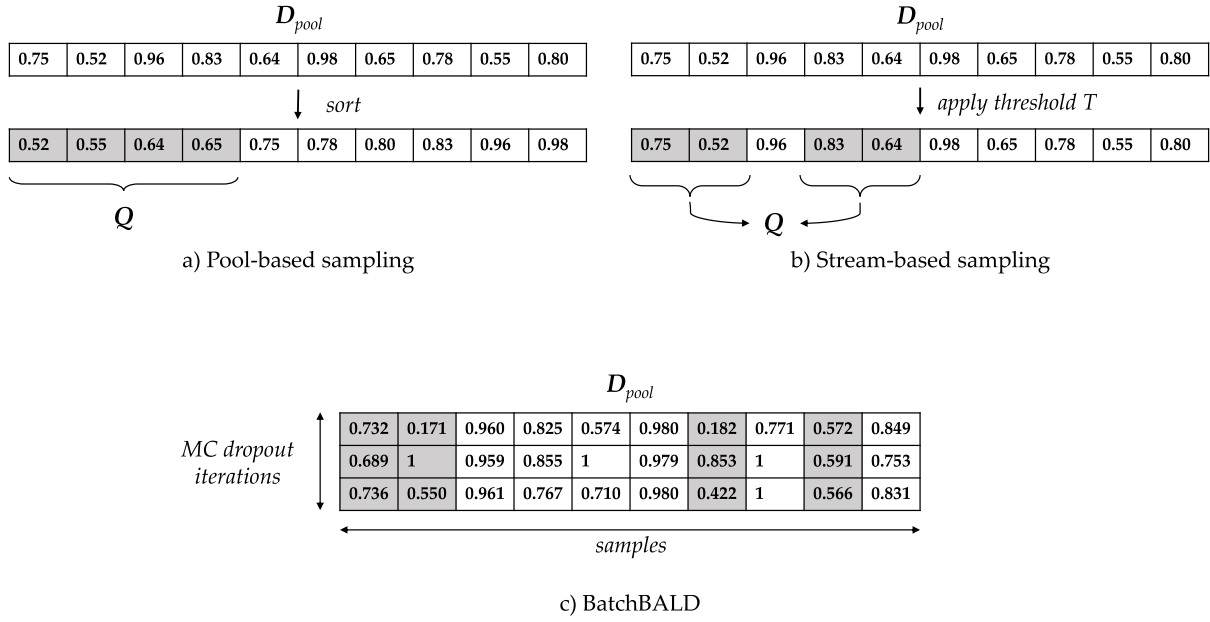 D_pool
0.75 0.52 0.96 0.83 0.64 0.98 0.65 0.78 0.55 0.80
sort
0.52 0.55 0.64 0.65 0.75 0.78 0.80 0.83 0.96 0.98
Q
a) Pool-based sampling
D_pool
0.75 0.52 0.96 0.83 0.64 0.98 0.65 0.78 0.55 0.80
apply threshold T
0.75 0.52 0.96 0.83 0.64 0.98 0.65 0.78 0.55 0.80
Q
b) Stream-based sampling
D_pool
MC dropout
iterations
0.732 0.171 0.960 0.825 0.574 0.980 0.182 0.771 0.572 0.849
0.689 1 0.959 0.855 1 0.979 0.853 1 0.591 0.753
0.736 0.550 0.961 0.767 0.710 0.980 0.422 1 0.566 0.831
samples
c) BatchBALD